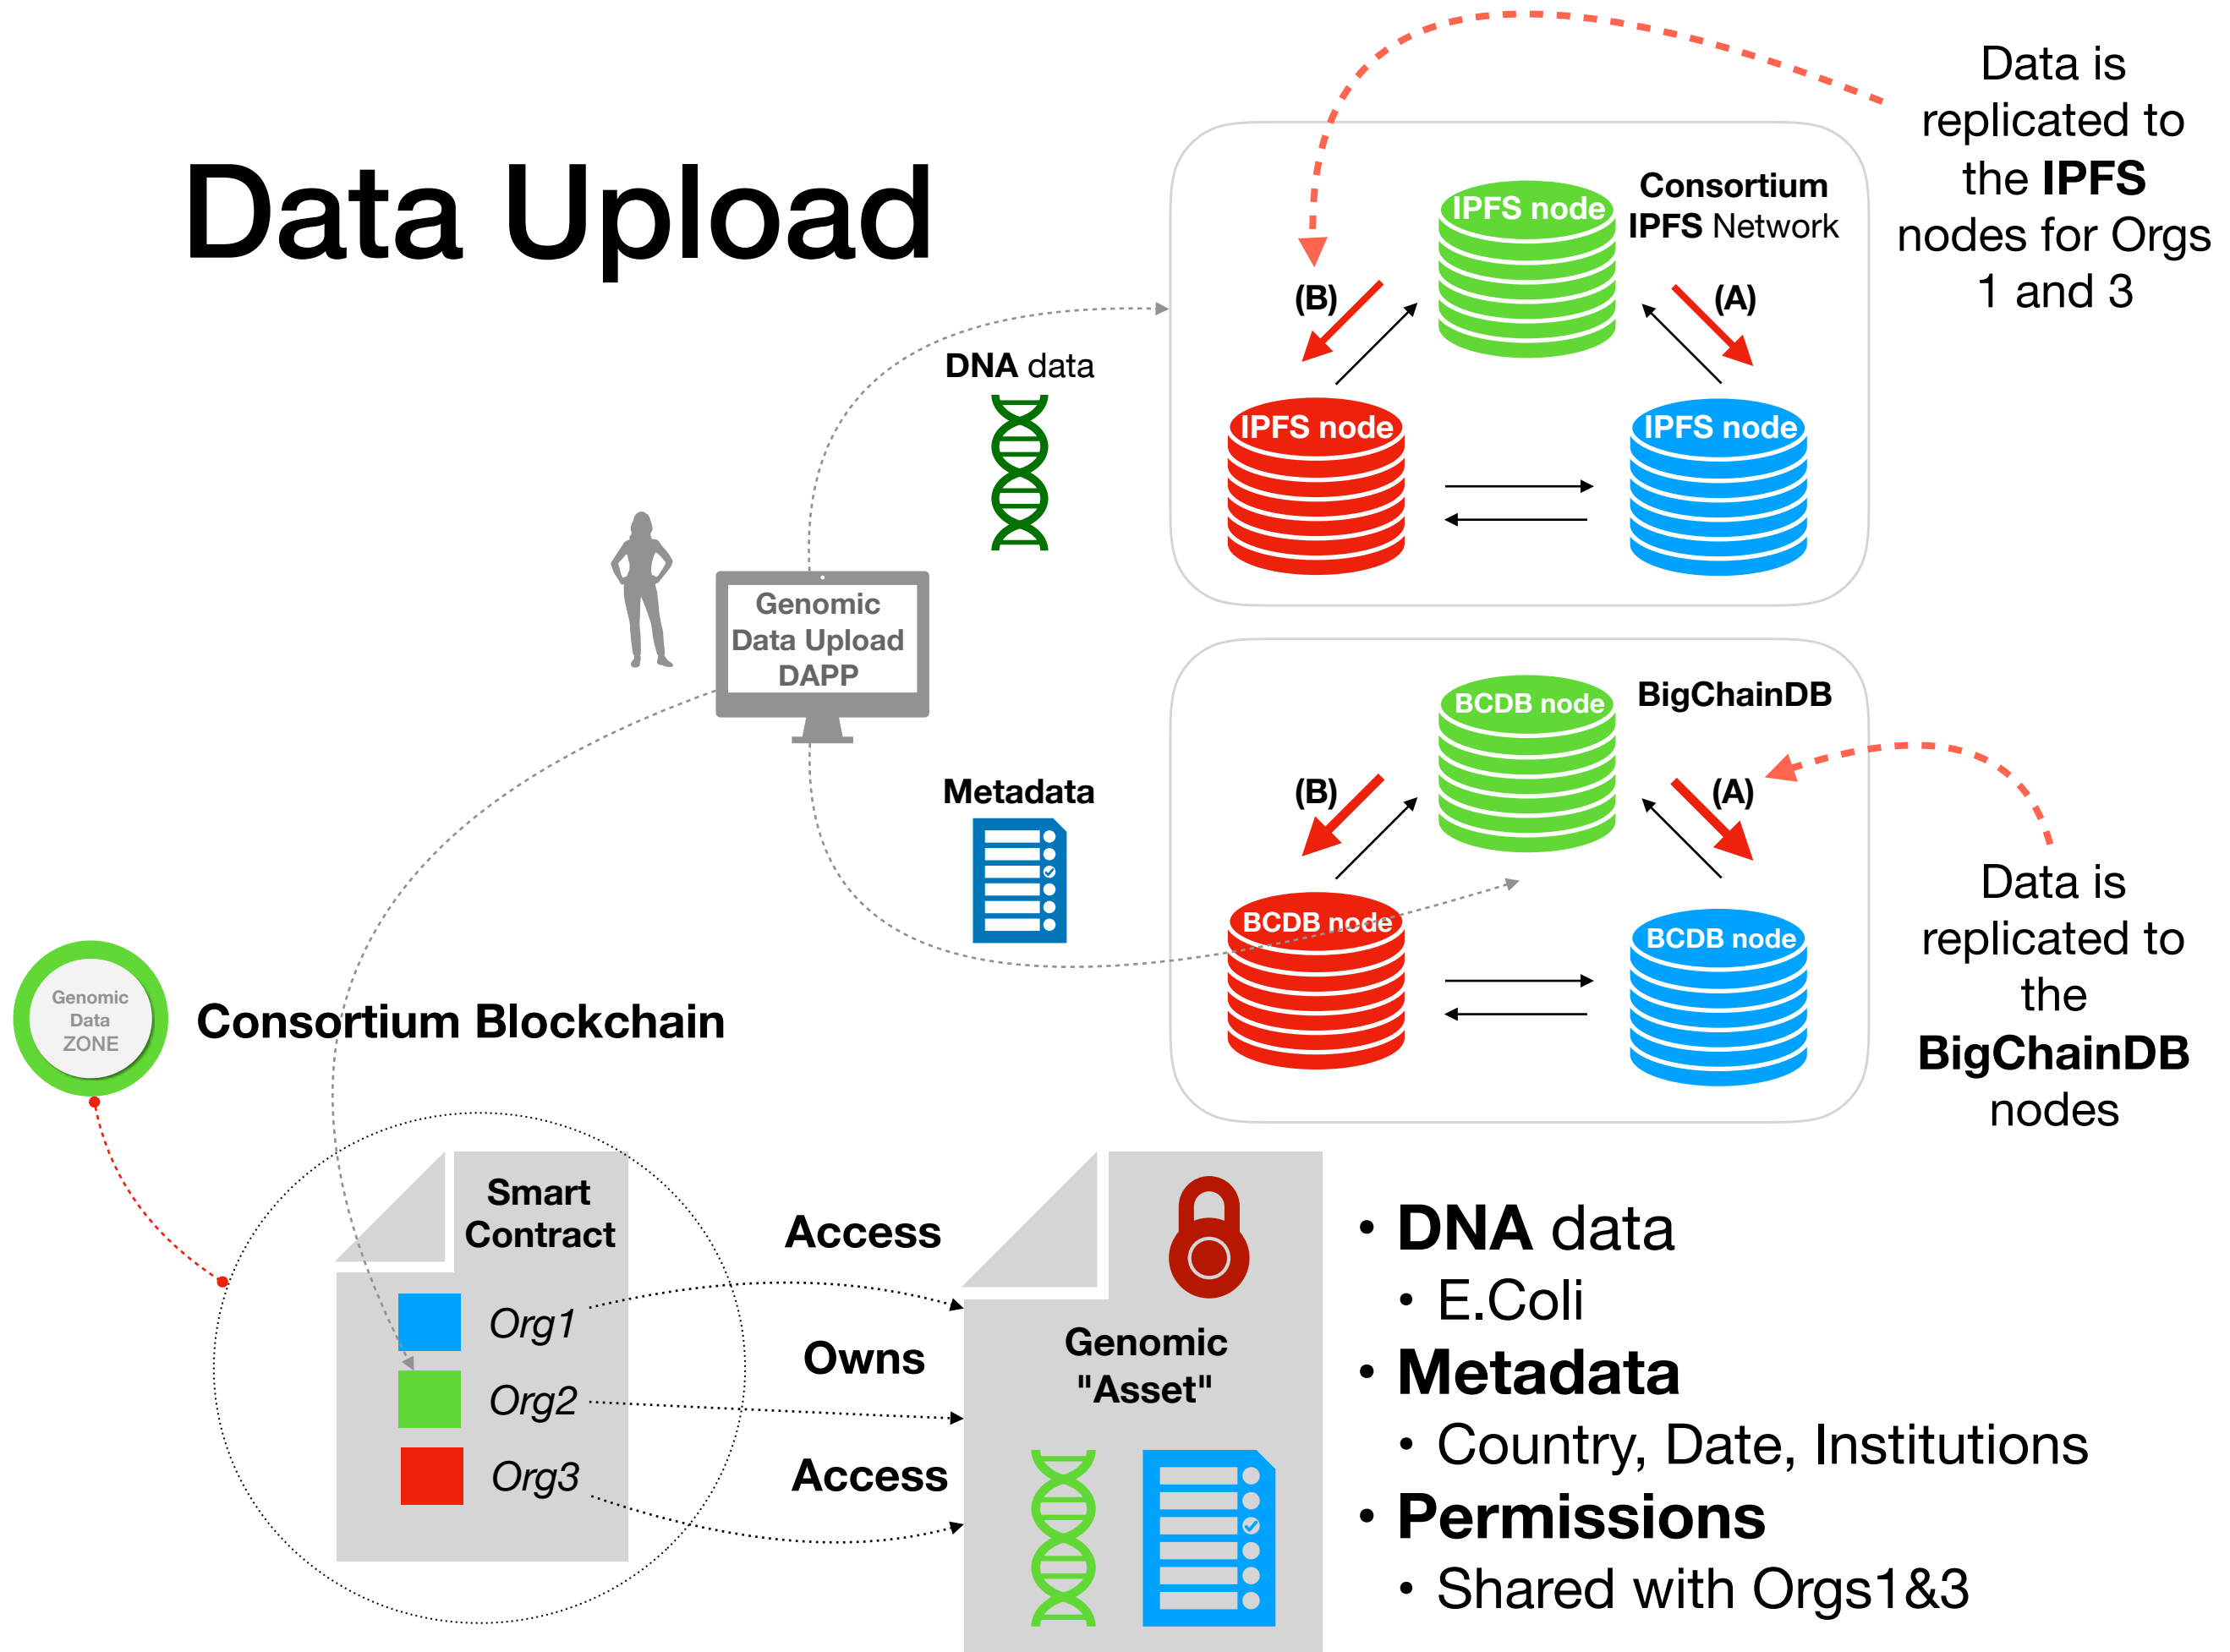 Data Upload
Data is
replicated to
the IPFS
nodes for Orgs
1 and 3
Consortium
IPFS Network
IPFS node
(B)
(A)
IPFS node
IPFS node
DNA data
Genomic
Data Upload
DAPP
BigChainDB
BCDB node
(B)
(A)
BCDB node
BCDB node
Metadata
Data is
replicated to
the
BigChainDB
nodes
Genomic
Data
ZONE
Consortium Blockchain
Smart
Contract
Org1
Org2
Org3
Access
Owns
Access
Genomic
"Asset"
• DNA data
• E.Coli
• Metadata
• Country, Date, Institutions
• Permissions
• Shared with Orgs1&3